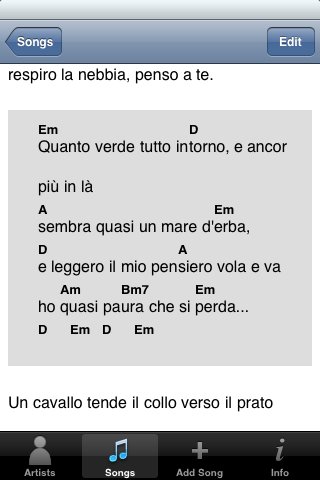 Songs
Edit
respiro la nebbia, penso a te.
Em D
Quanto verde tutto intorno, e ancor
più in là
A Em
sembra quasi un mare d'erba,
D A
e leggero il mio pensiero vola e va
Am Bm7 Em
ho quasi paura che si perda...
D Em D Em
Un cavallo tende il collo verso il prato
Artists Songs Add Song Info